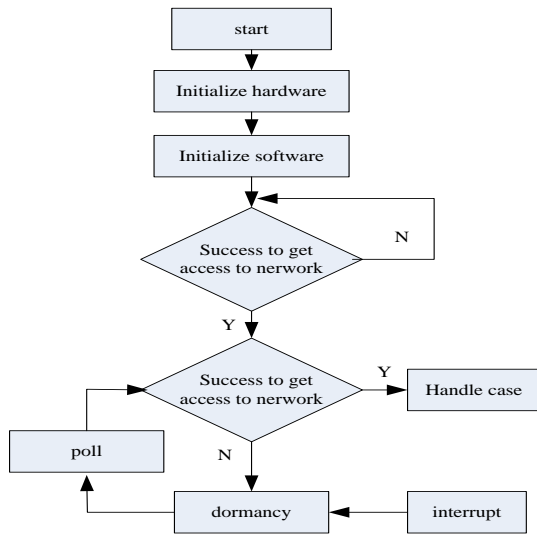 start
Initialize hardware
Initialize software
Success to get
access to nerwork
N
Y
Success to get
access to nerwork
Y
Handle case
poll
N
dormancy
interrupt